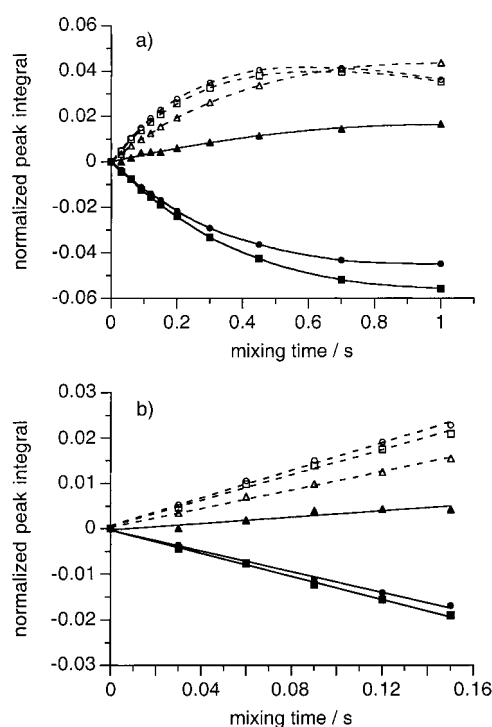 a)
0.06
0.04
0.02
0
-0.02
-0.04
-0.06
normalized peak integral
0 0.2 0.4 0.6 0.8 1
mixing time / s
b)
0.03
0.02
0.01
0
-0.01
-0.02
-0.03
normalized peak integral
0.04 0.08 0.12 0.16
mixing time / s